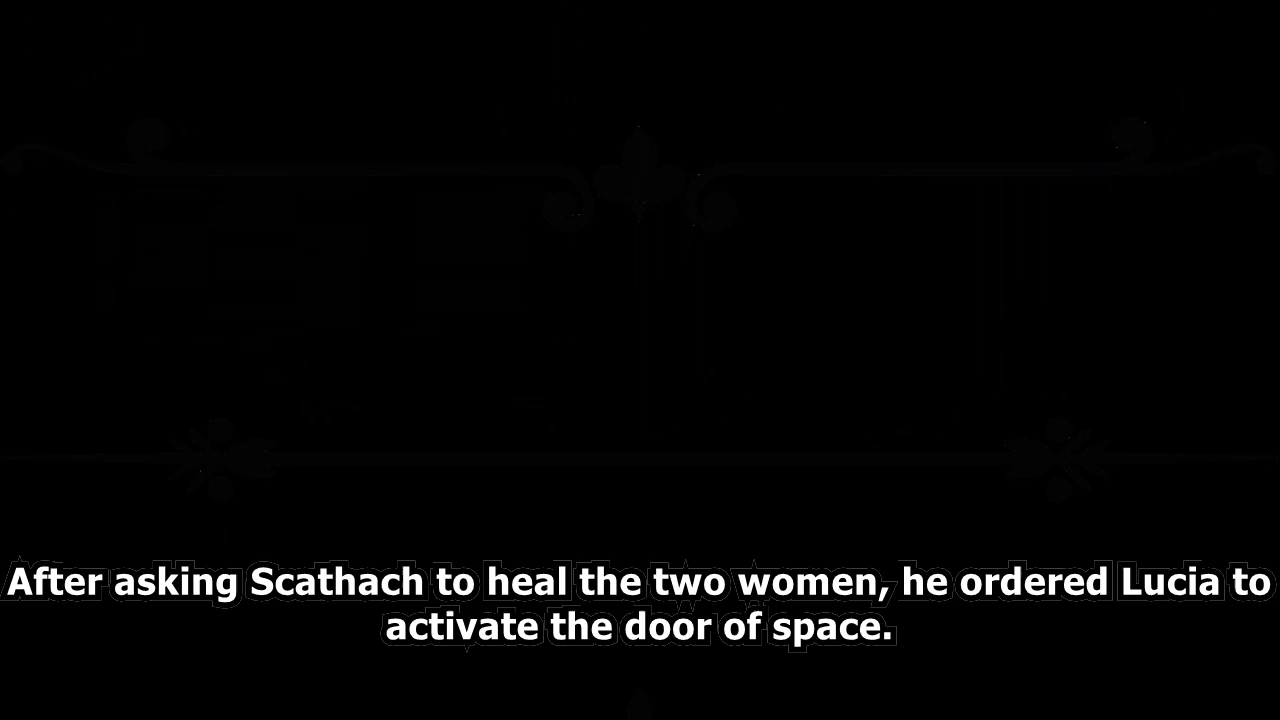 After asking Scathach to heal the two women, he ordered Lucia to
activate the door of space.